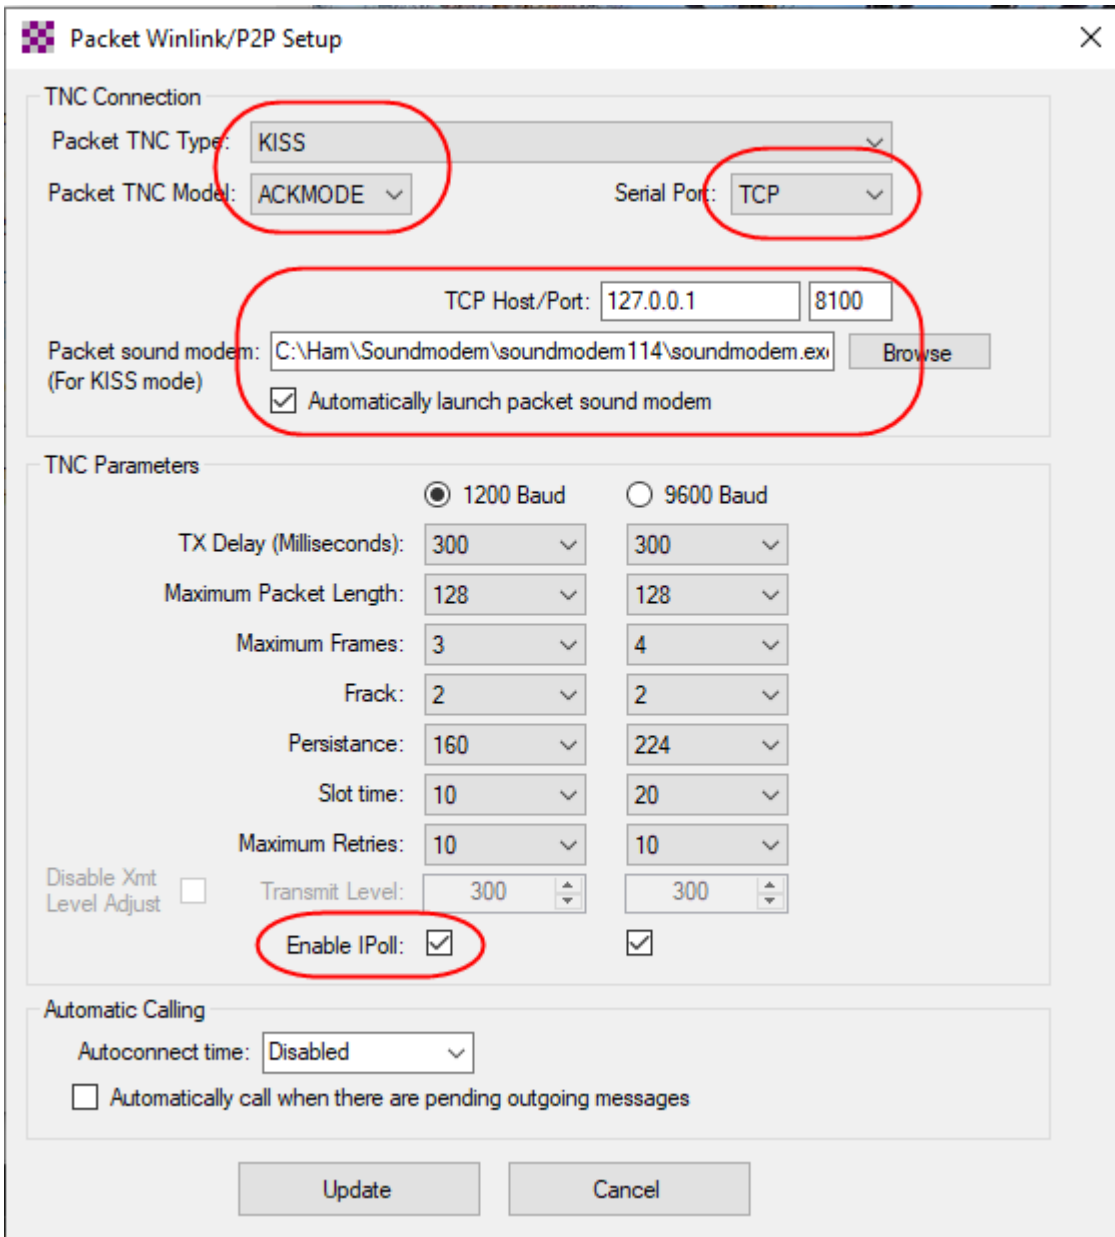 Packet Winlink/P2P Setup
TNC Connection
Packet TNC Type: KISS
Packet TNC Model: ACKMODE Serial Port: TCP
TCP Host/Port: 127.0.0.1 8100
Packet sound modem: C:\Ham\Soundmodem\soundmodem114\soundmodem.exe Browse
(For KISS mode)
Automatically launch packet sound modem
TNC Parameters
1200 Baud 9600 Baud
TX Delay (Milliseconds): 300 300
Maximum Packet Length: 128 128
Maximum Frames: 3 4
Frack: 2 2
Persistance: 160 224
Slot time: 10 20
Maximum Retries: 10 10
Disable Xmt
Level Adjust Transmit Level: 300 300
Enable IPoll:
Automatic Calling
Autoconnect time: Disabled
Automatically call when there are pending outgoing messages
Update Cancel